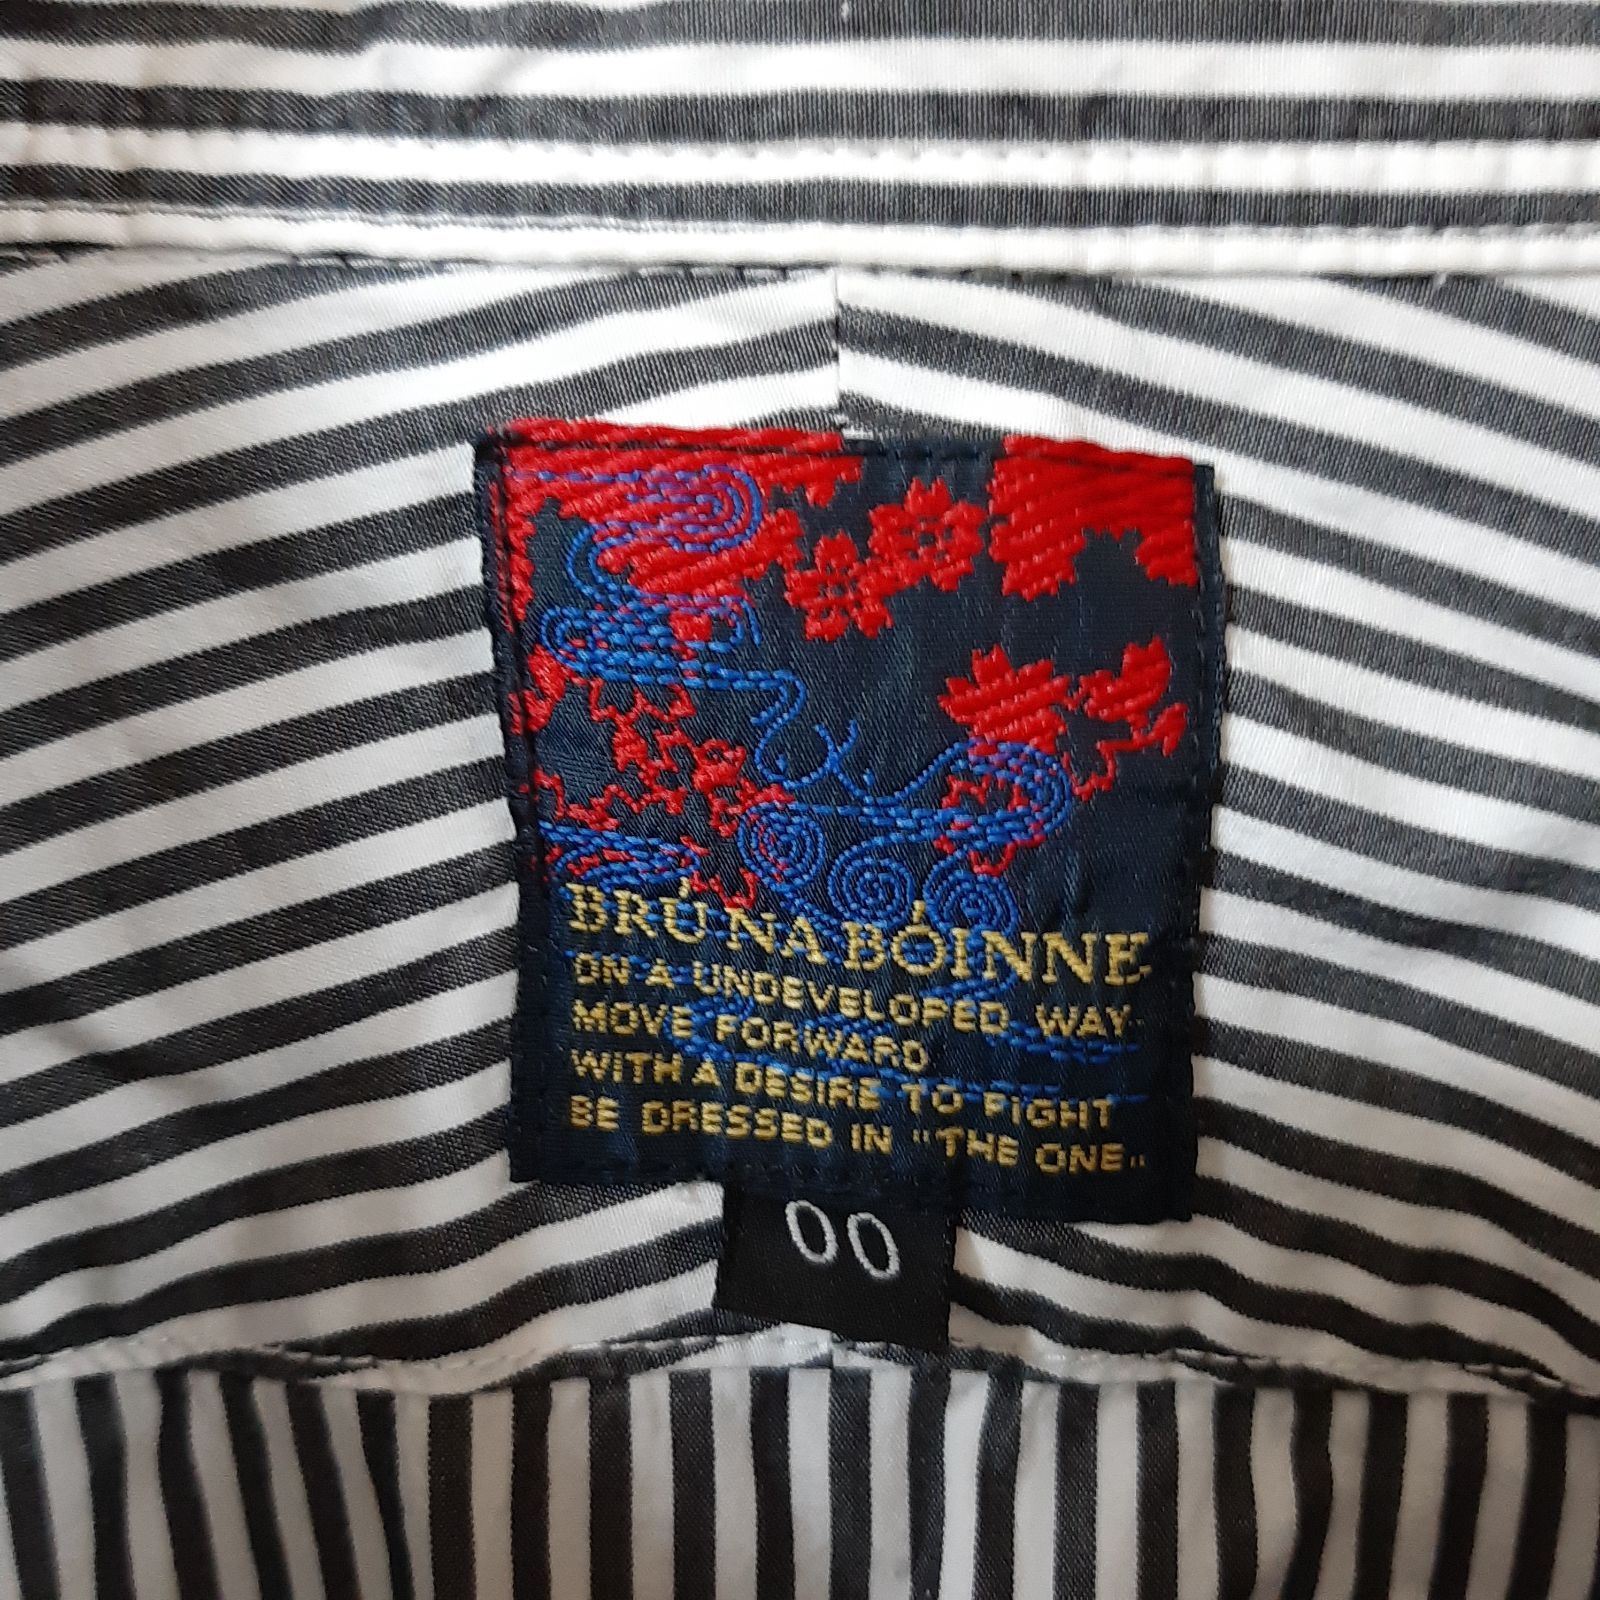 BRÚ NA BÓINNE
ON A UNDEVELOPED WAY..
MOVE FORWARD
WITH A DESIRE TO FIGHT
BE DRESSED IN "THE ONE„
00